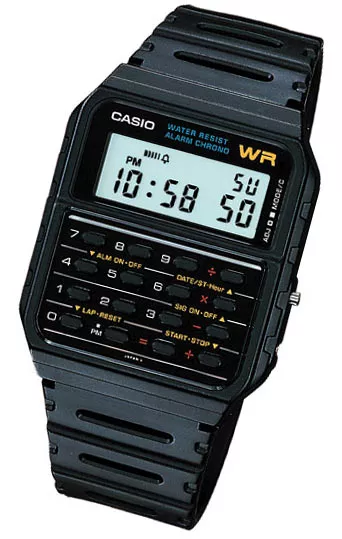 CASIO
WATER RESIST
ALARM CHRONO
WR
PM SU
10:58 50
ADJ MODE/C
7 8 9 ÷
▼ ALM ON·OFF DATE/ST-Hour ▲
4 5 6 ×
▼ SIG ON·OFF ▲
1 2 3 −
▼ LAP·RESET START·STOP ▼
0 · PM = +
JAPAN